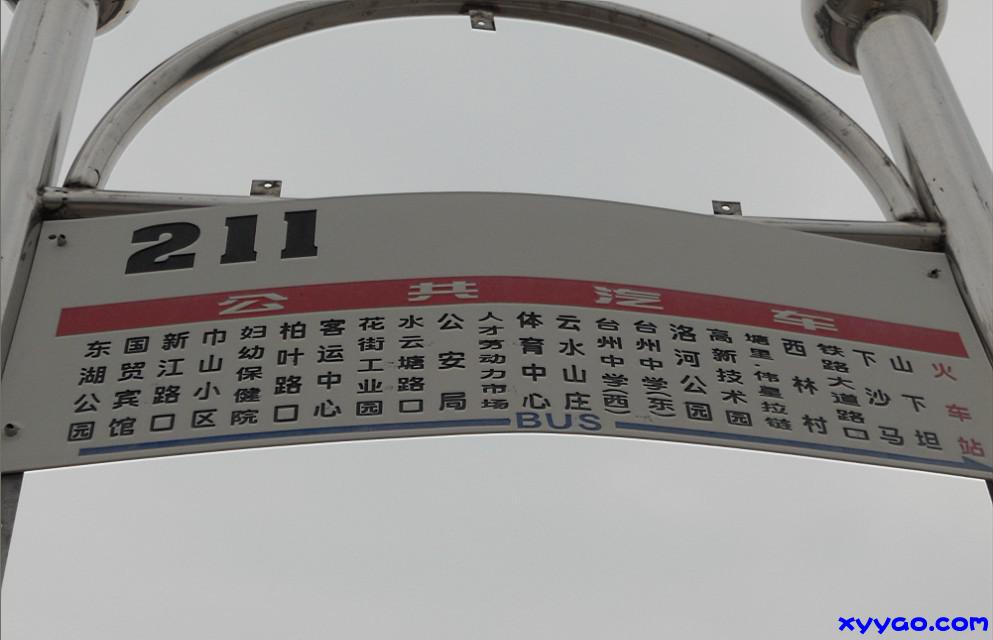 211
公共汽车
东湖公园
国贸宾馆
新江路口
巾山小区
妇幼保健院
柏叶路口
客运中心
花街工业园
水云塘路口
公安局
人才劳动力市场
体育中心
云水山庄
台州中学(西)
台州中学(东)
洛河公园
高新技术园
塘里·伟星拉链
西林村
铁路大道路口
下沙马
山下坦
火车站
BUS
xyyao.com